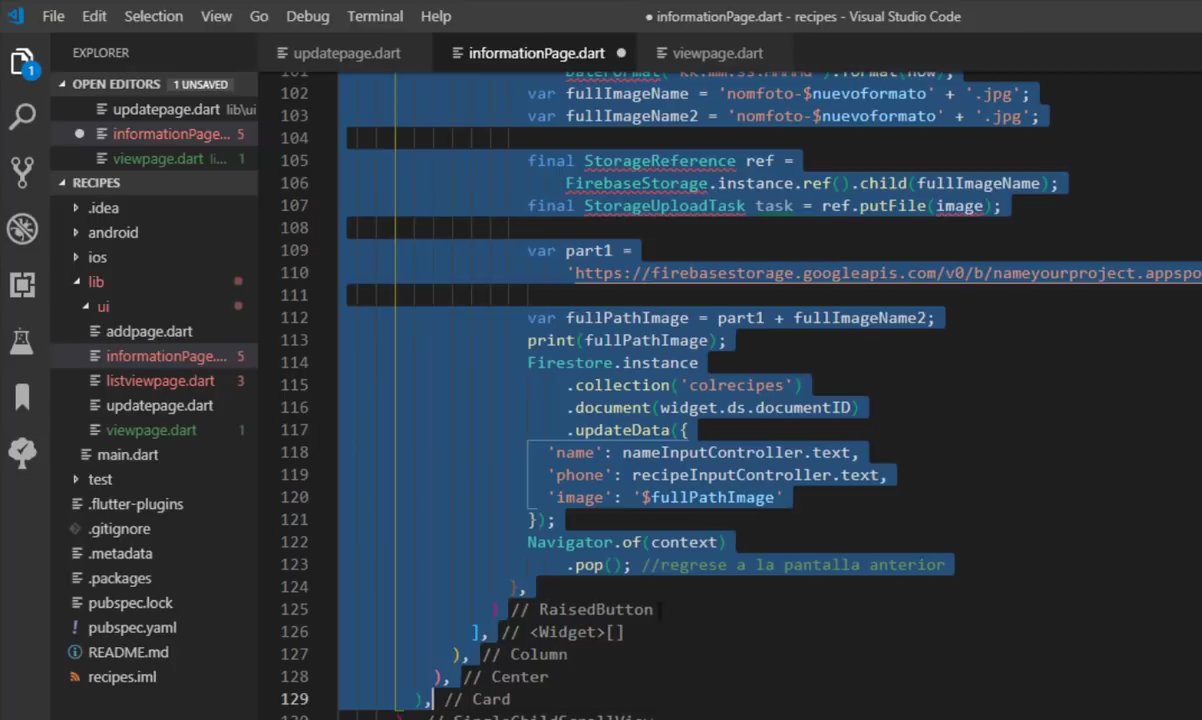 File Edit Selection View Go Debug Terminal Help ● informationPage.dart - recipes - Visual Studio Code
EXPLORER
updatepage.dart informationPage.dart viewpage.dart
OPEN EDITORS 1 UNSAVED
updatepage.dart lib\ui
informationPage... 5
viewpage.dart li... 1
RECIPES
.idea
android
ios
lib
ui
addpage.dart
informationPage.... 5
listviewpage.dart 3
updatepage.dart
viewpage.dart 1
main.dart
test
.flutter-plugins
.gitignore
.metadata
.packages
pubspec.lock
pubspec.yaml
README.md
recipes.iml
1
102 var fullImageName = 'nomfoto-$nuevoformato' + '.jpg';
103 var fullImageName2 = 'nomfoto-$nuevoformato' + '.jpg';
104
105 final StorageReference ref =
106 FirebaseStorage.instance.ref().child(fullImageName);
107 final StorageUploadTask task = ref.putFile(image);
108
109 var part1 =
110 'https://firebasestorage.googleapis.com/v0/b/nameyourproject.appspo
111
112 var fullPathImage = part1 + fullImageName2;
113 print(fullPathImage);
114 Firestore.instance
115 .collection('colrecipes')
116 .document(widget.ds.documentID)
117 .updateData({
118 'name': nameInputController.text,
119 'phone': recipeInputController.text,
120 'image': '$fullPathImage'
121 });
122 Navigator.of(context)
123 .pop(); //regrese a la pantalla anterior
124 },
125 ) // RaisedButton
126 ], // <Widget>[]
127 ), // Column
128 ), // Center
129 ), // Card